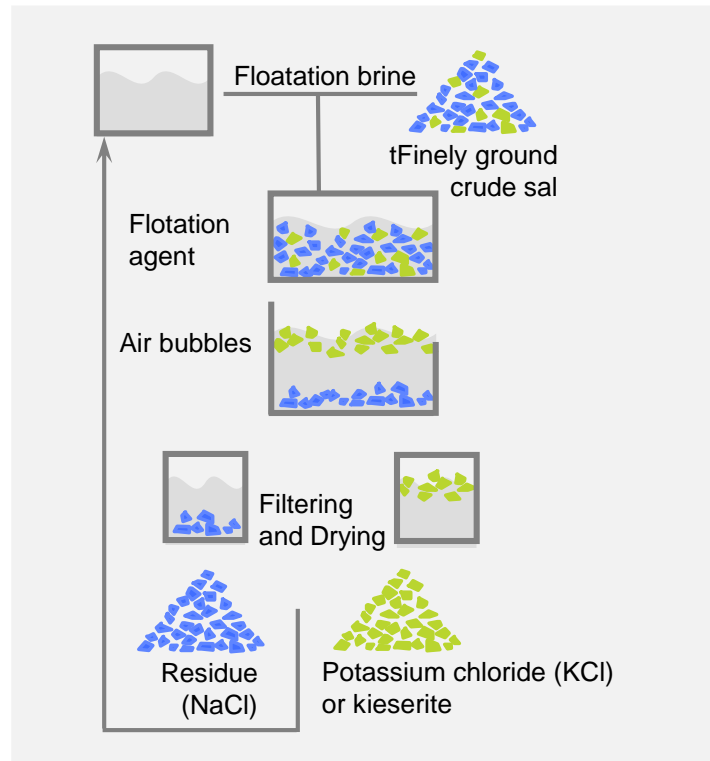 Floatation brine
tFinely ground
crude sal
Flotation
agent
Air bubbles
Filtering
and Drying
Residue
(NaCl)
Potassium chloride (KCl)
or kieserite